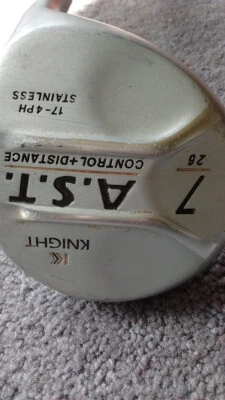 KNIGHT
A.S.T.
CONTROL+DISTANCE
7
26
17-4PH
STAINLESS